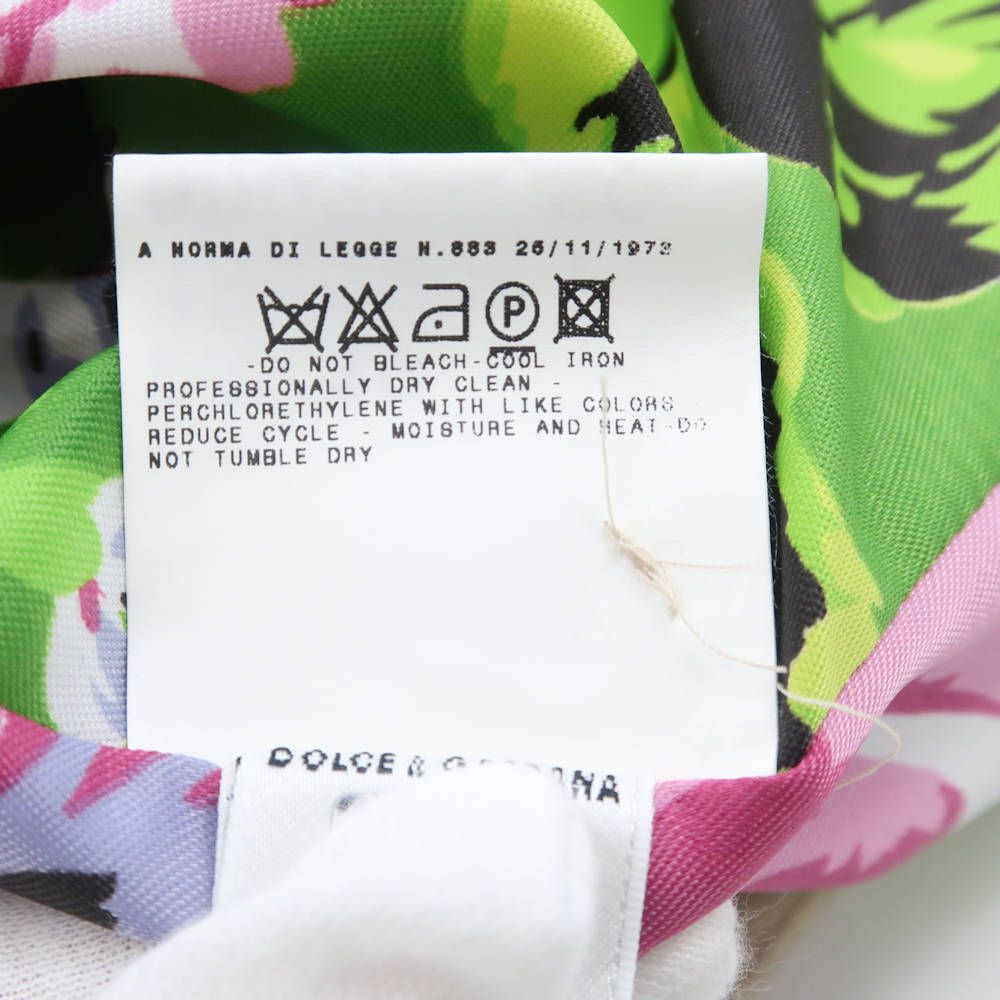 A NORMA DI LEGGE N.883 26/11/1973
P
-DO NOT BLEACH-COOL IRON
PROFESSIONALLY DRY CLEAN -
PERCHLORETHYLENE WITH LIKE COLORS
REDUCE CYCLE - MOISTURE AND HEAT-DO
NOT TUMBLE DRY
DOLCE & GABBANA